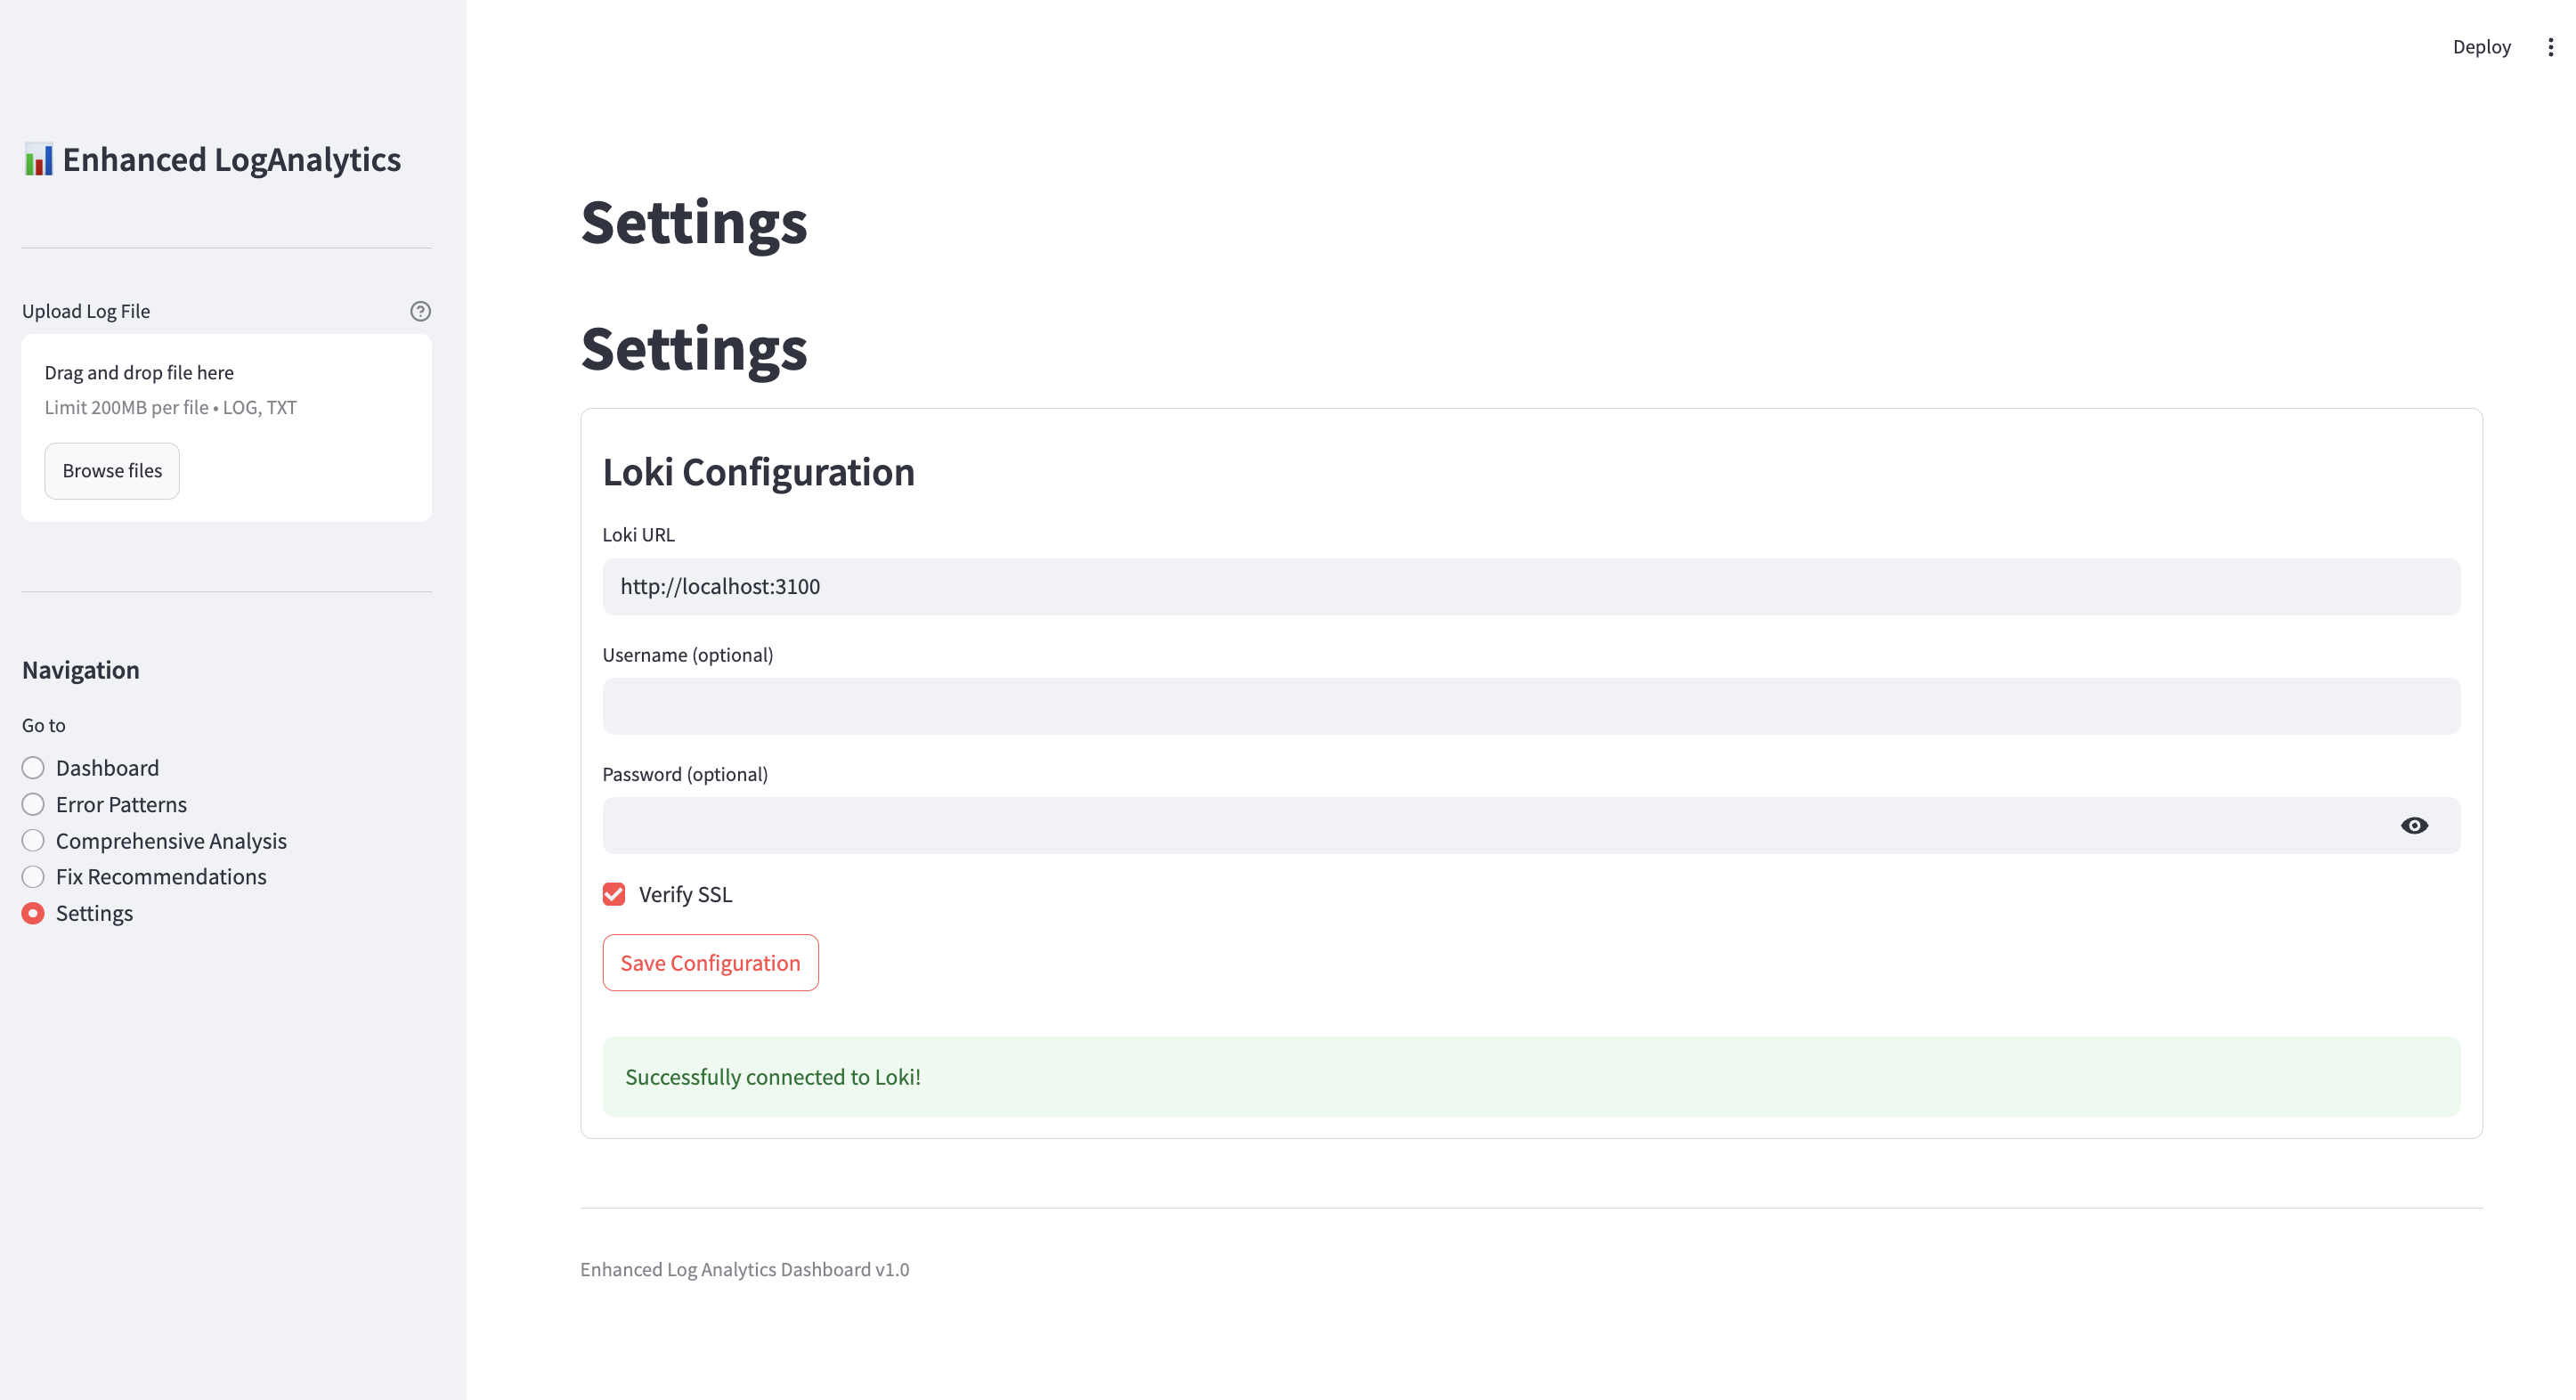 Deploy
Enhanced LogAnalytics
Upload Log File
Drag and drop file here
Limit 200MB per file • LOG, TXT
Browse files
Navigation
Go to
Dashboard
Error Patterns
Comprehensive Analysis
Fix Recommendations
Settings
Settings
Settings
Loki Configuration
Loki URL
http://localhost:3100
Username (optional)
Password (optional)
Verify SSL
Save Configuration
Successfully connected to Loki!
Enhanced Log Analytics Dashboard v1.0